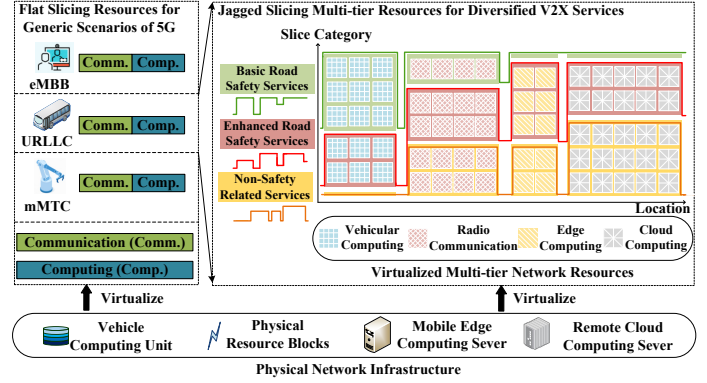 Flat Slicing Resources for
Generic Scenarios of 5G
eMBB
Comm. Comp.
URLLC
Comm. Comp.
mMTC
Comm. Comp.
Communication (Comm.)
Computing (Comp.)
Virtualize
Jagged Slicing Multi-tier Resources for Diversified V2X Services
Slice Category
Basic Road
Safety Services
Enhanced Road
Safety Services
Non-Safety
Related Services
Location
Vehicular
Computing
Radio
Communication
Edge
Computing
Cloud
Computing
Virtualized Multi-tier Network Resources
Virtualize
Vehicle
Computing Unit
Physical
Resource Blocks
Mobile Edge
Computing Sever
Remote Cloud
Computing Sever
Physical Network Infrastructure